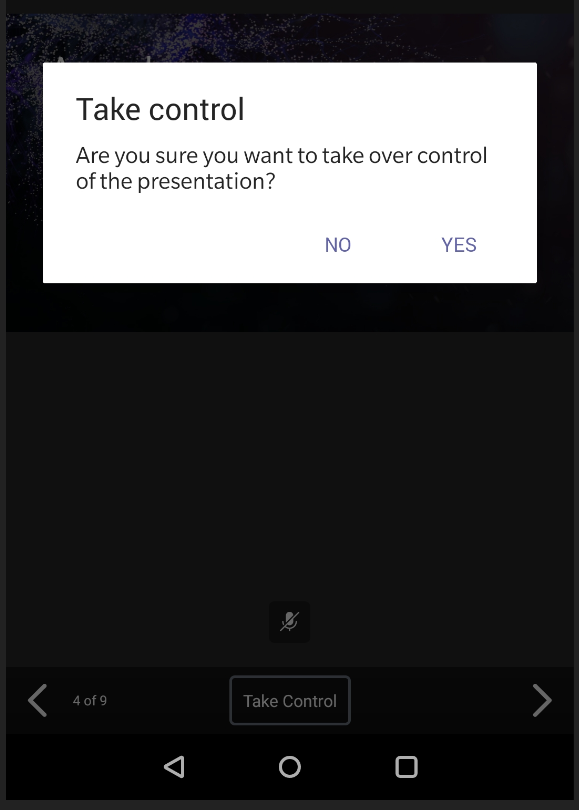 Take control
Are you sure you want to take over control
of the presentation?
NO YES
4 of 9 Take Control